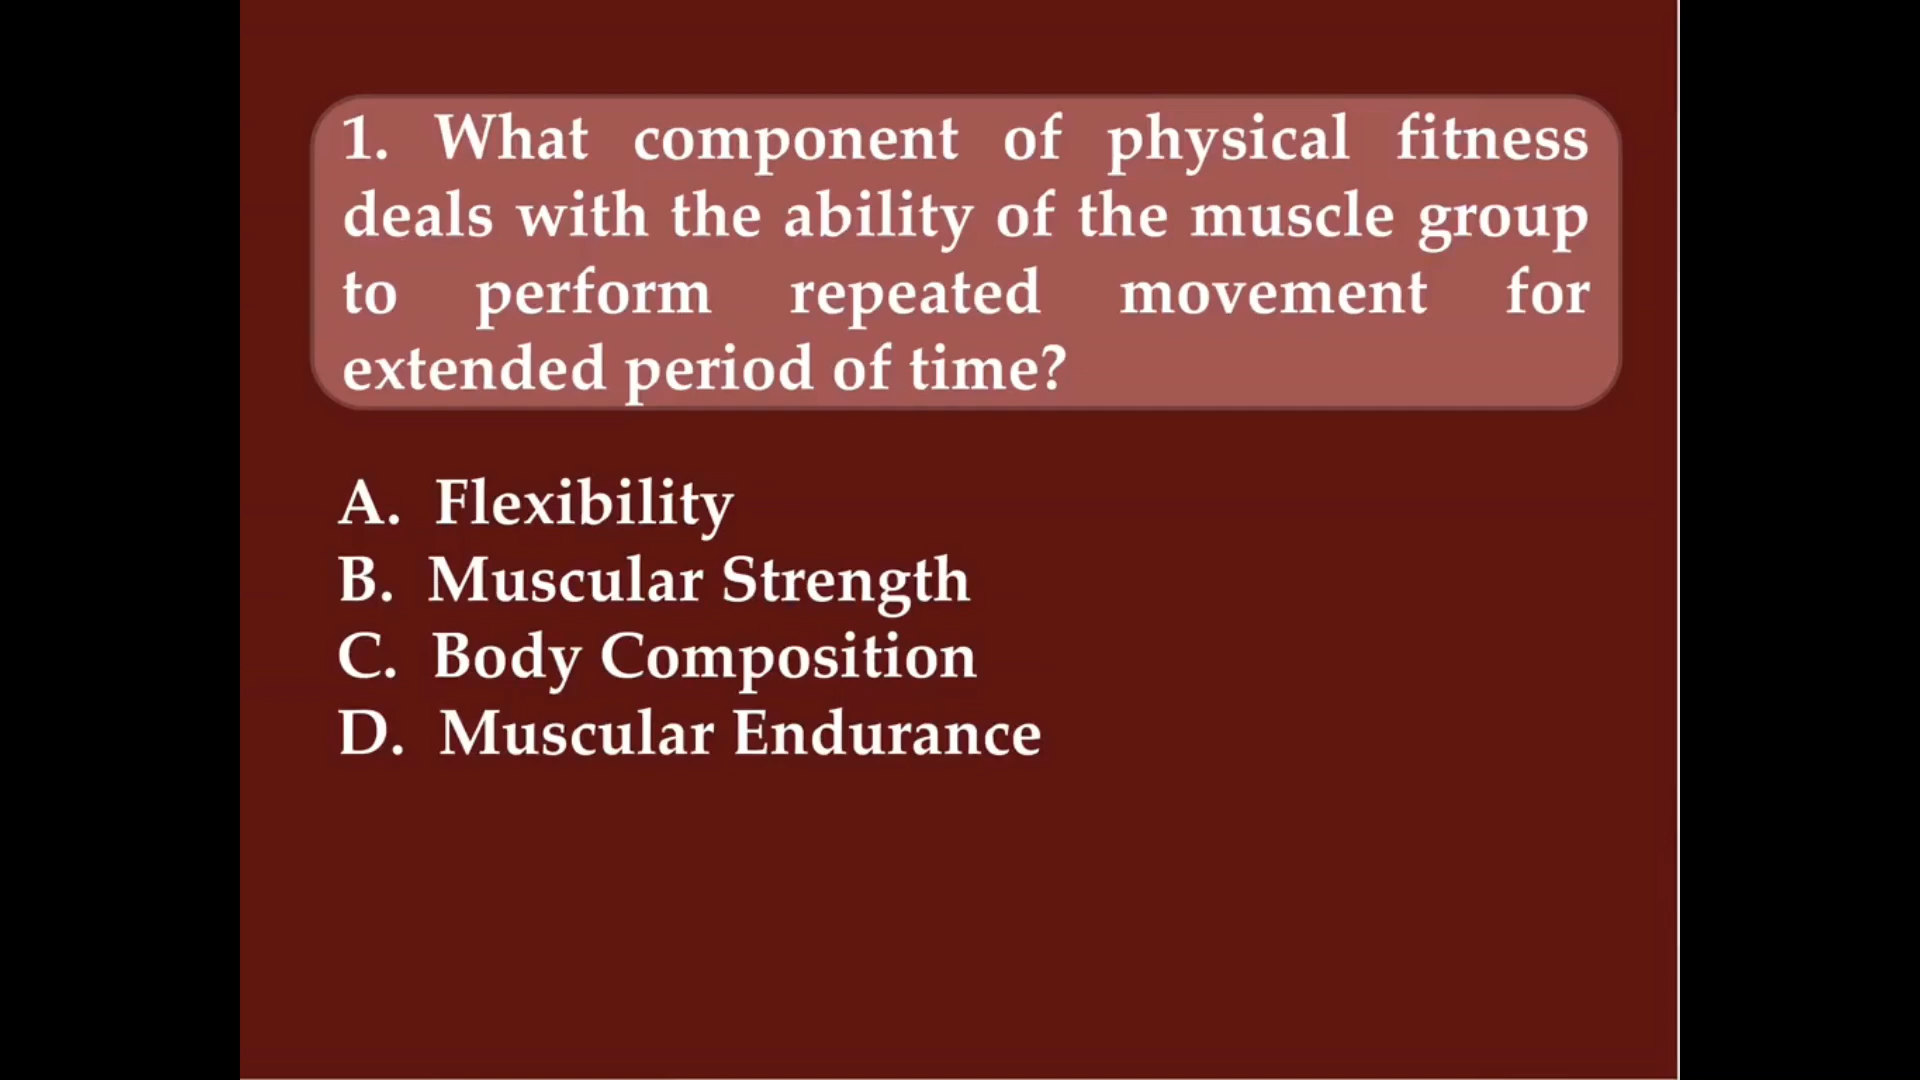 1. What component of physical fitness
deals with the ability of the muscle group
to perform repeated movement for
extended period of time?
A. Flexibility
B. Muscular Strength
C. Body Composition
D. Muscular Endurance